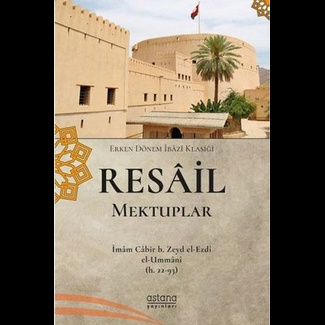 Erken Dönem İbâzî Klasiği
RESÂİL
Mektuplar
İmâm Câbir b. Zeyd el-Ezdî
el-Ummânî
(h. 22-93)
astana
yayınları